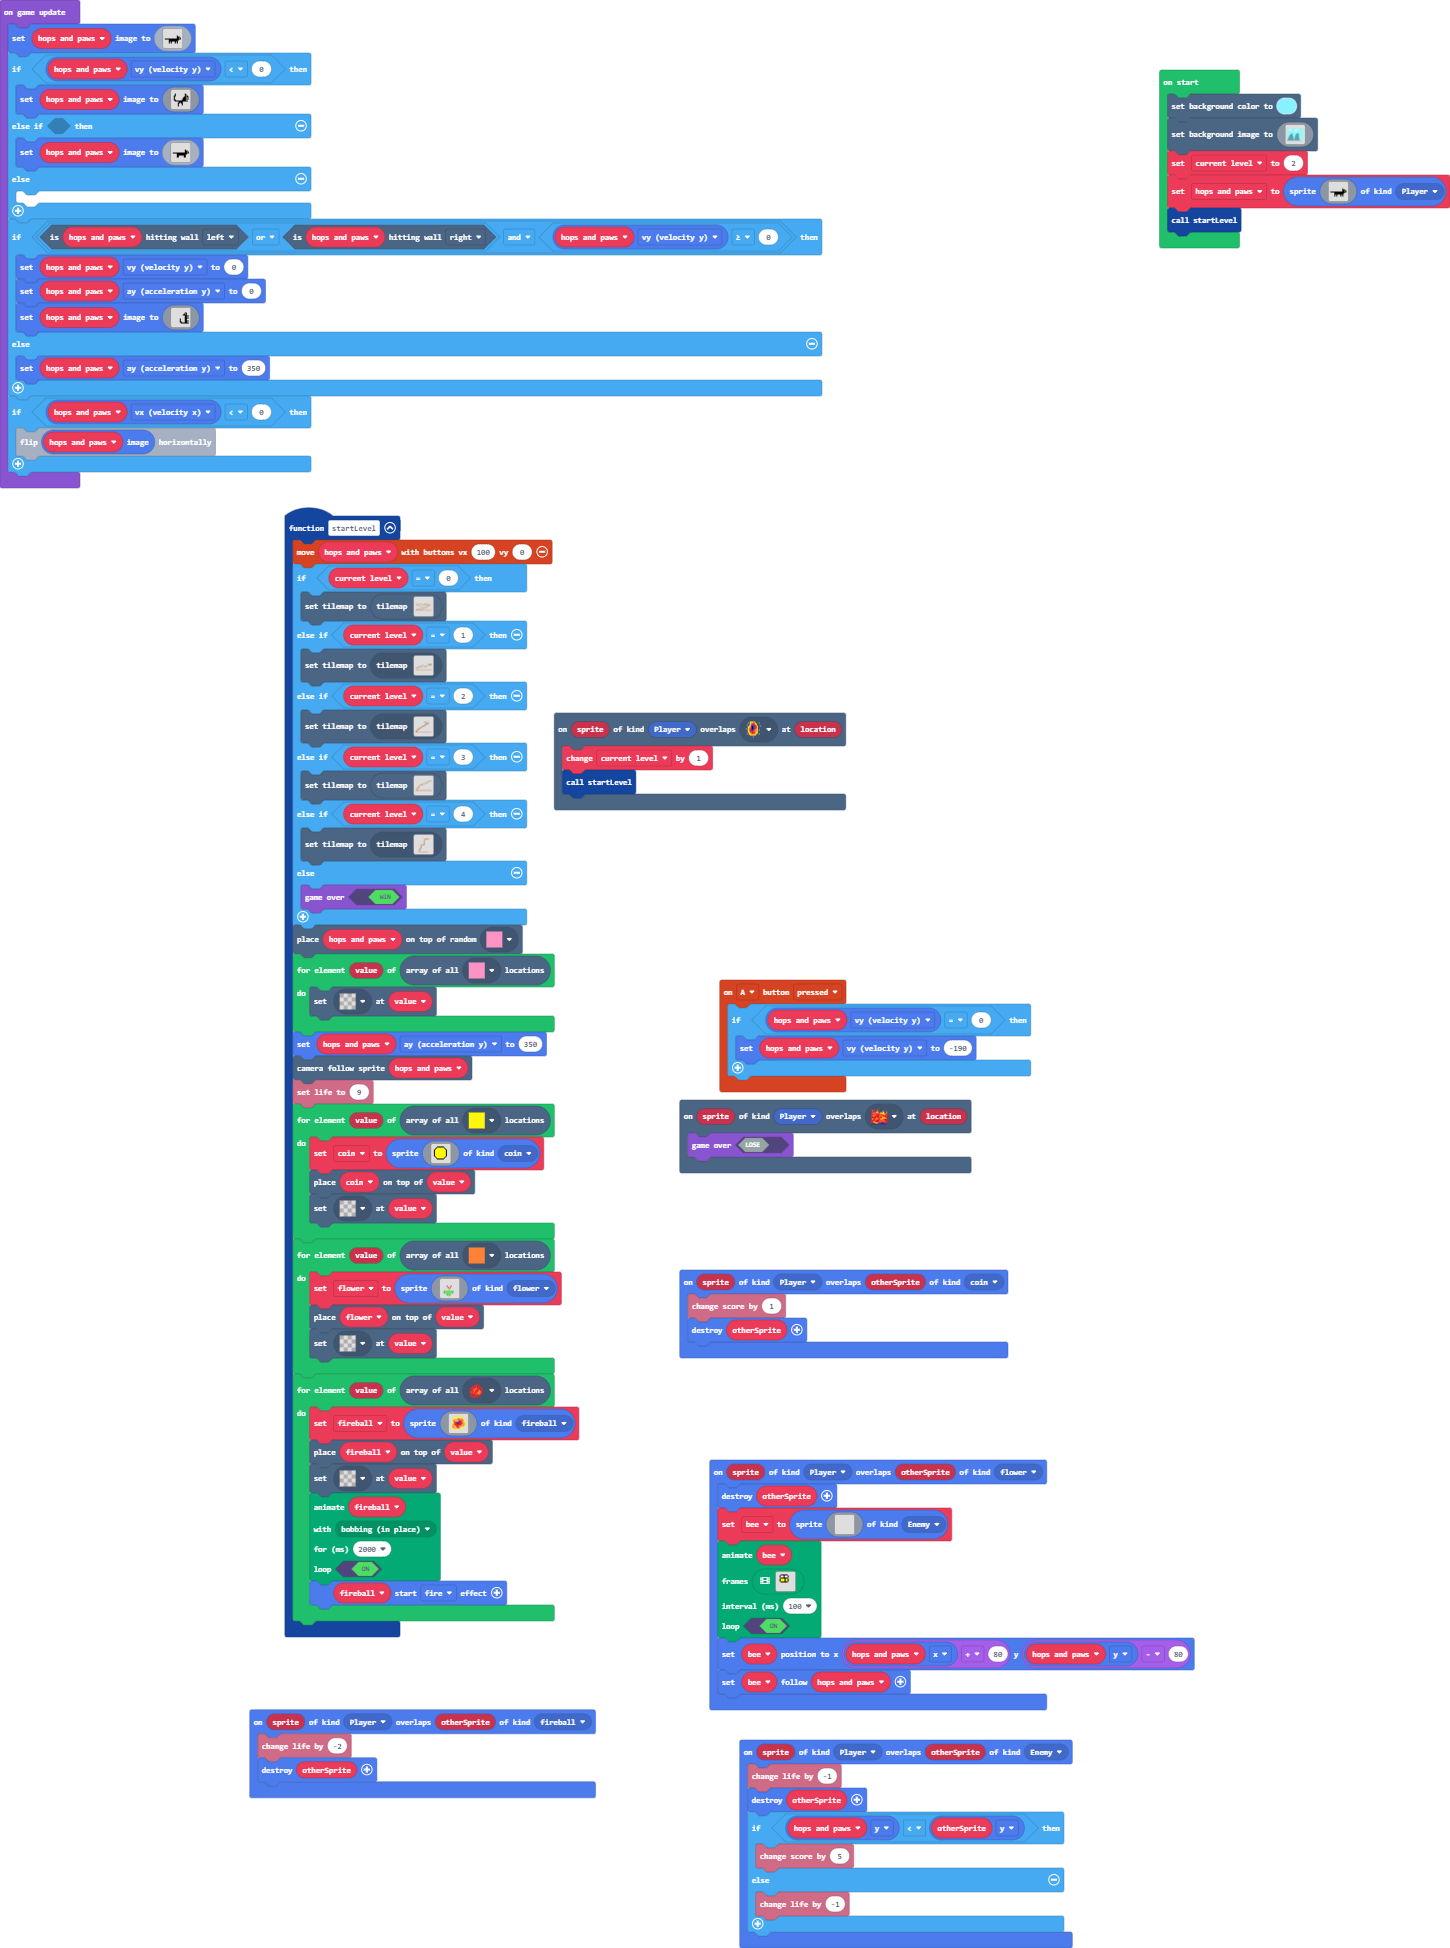 on game update
set hops and paws image to
if hops and paws vy (velocity y) < 0 then
set hops and paws image to
else if then
set hops and paws image to
else
if is hops and paws hitting wall left or is hops and paws hitting wall right and hops and paws vy (velocity y) ≥ 0 then
set hops and paws vy (velocity y) to 0
set hops and paws ay (acceleration y) to 0
set hops and paws image to
else
set hops and paws ay (acceleration y) to 350
if hops and paws vx (velocity x) < 0 then
flip hops and paws image horizontally
on start
set background color to
set background image to
set current level to 2
set hops and paws to sprite of kind Player
call startLevel
function startLevel
move hops and paws with buttons vx 100 vy 0
if current level = 0 then
set tilemap to tilemap
else if current level = 1 then
set tilemap to tilemap
else if current level = 2 then
set tilemap to tilemap
else if current level = 3 then
set tilemap to tilemap
else if current level = 4 then
set tilemap to tilemap
else
game over WIN
place hops and paws on top of random
for element value of array of all locations
do set at value
set hops and paws ay (acceleration y) to 350
camera follow sprite hops and paws
set life to 9
for element value of array of all locations
do set coin to sprite of kind coin
place coin on top of value
set at value
for element value of array of all locations
do set flower to sprite of kind flower
place flower on top of value
set at value
for element value of array of all locations
do set fireball to sprite of kind fireball
place fireball on top of value
set at value
animate fireball
with bobbing (in place)
for (ms) 2000
loop ON
fireball start fire effect
on sprite of kind Player overlaps at location
change current level by 1
call startLevel
on A button pressed
if hops and paws vy (velocity y) = 0 then
set hops and paws vy (velocity y) to -190
on sprite of kind Player overlaps at location
game over LOSE
on sprite of kind Player overlaps otherSprite of kind coin
change score by 1
destroy otherSprite
on sprite of kind Player overlaps otherSprite of kind flower
destroy otherSprite
set bee to sprite of kind Enemy
animate bee
frames
interval (ms) 100
loop ON
set bee position to x hops and paws x + 80 y hops and paws y - 80
set bee follow hops and paws
on sprite of kind Player overlaps otherSprite of kind fireball
change life by -2
destroy otherSprite
on sprite of kind Player overlaps otherSprite of kind Enemy
change life by -1
destroy otherSprite
if hops and paws y < otherSprite y then
change score by 5
else
change life by -1